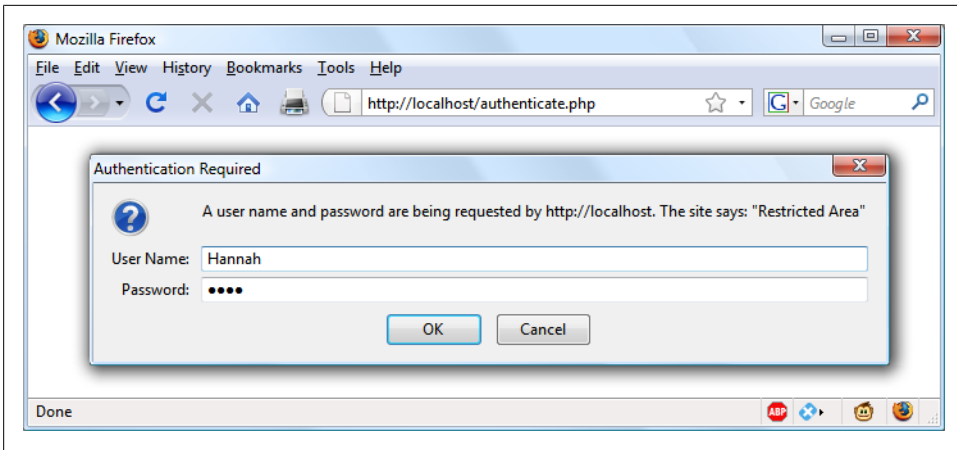 Mozilla Firefox
File Edit View History Bookmarks Tools Help
http://localhost/authenticate.php
G Google
Authentication Required
A user name and password are being requested by http://localhost. The site says: "Restricted Area"
User Name: Hannah
Password: ●●●●
OK Cancel
Done
ABP